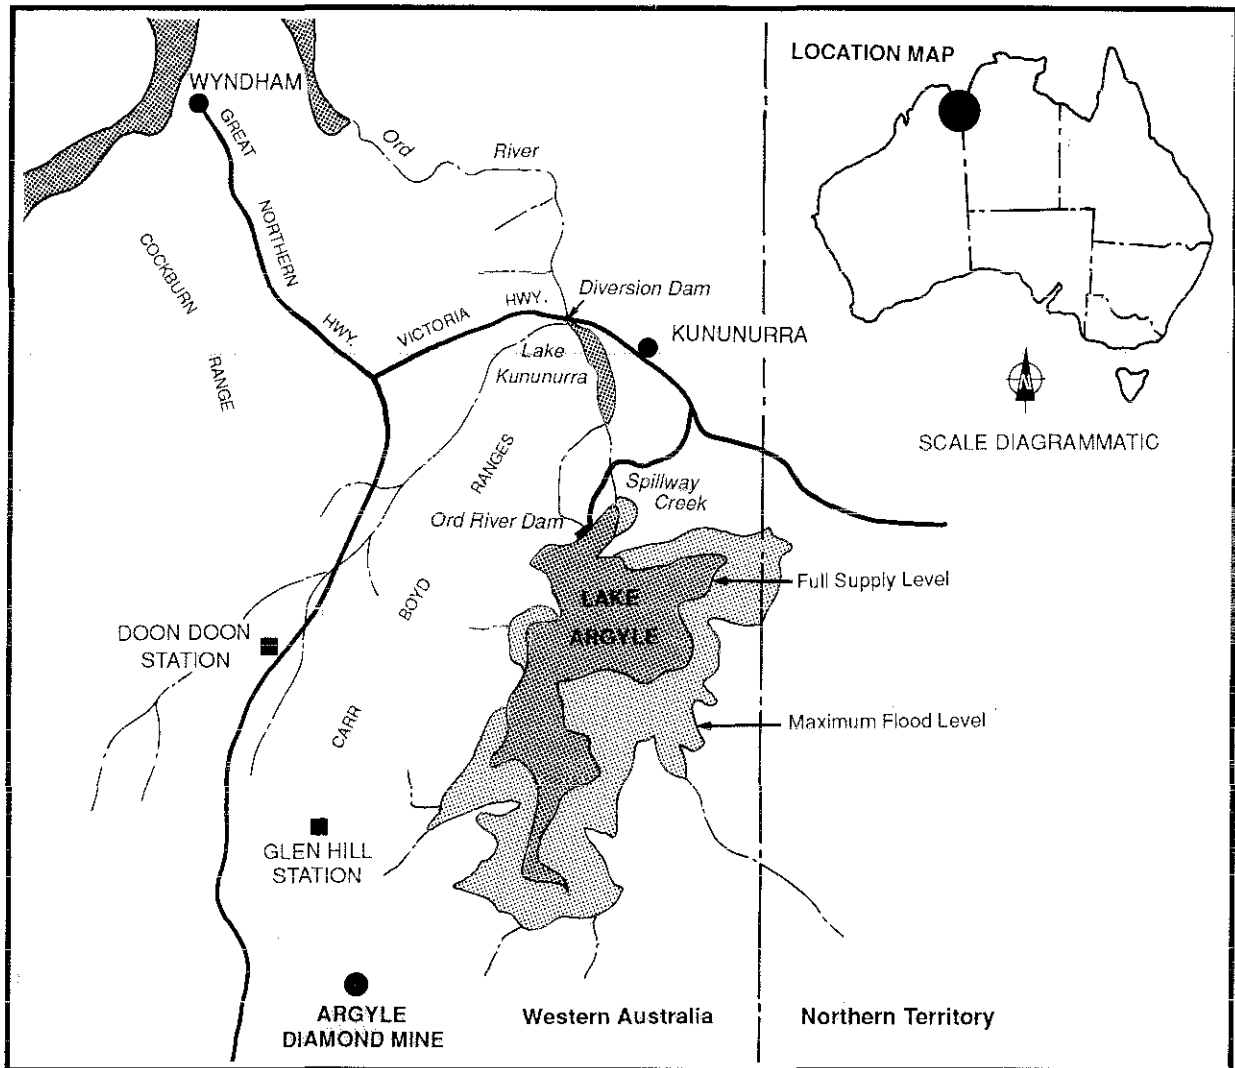 LOCATION MAP
WYNDHAM
GREAT
NORTHERN
HWY.
Ord
River
COCKBURN
RANGE
VICTORIA
HWY.
Diversion Dam
KUNUNURRA
Lake
Kununurra
N
SCALE DIAGRAMMATIC
RANGES
BOYD
CARR
Spillway
Creek
Ord River Dam
Full Supply Level
LAKE
ARGYLE
DOON DOON
STATION
Maximum Flood Level
GLEN HILL
STATION
ARGYLE
DIAMOND MINE
Western Australia
Northern Territory